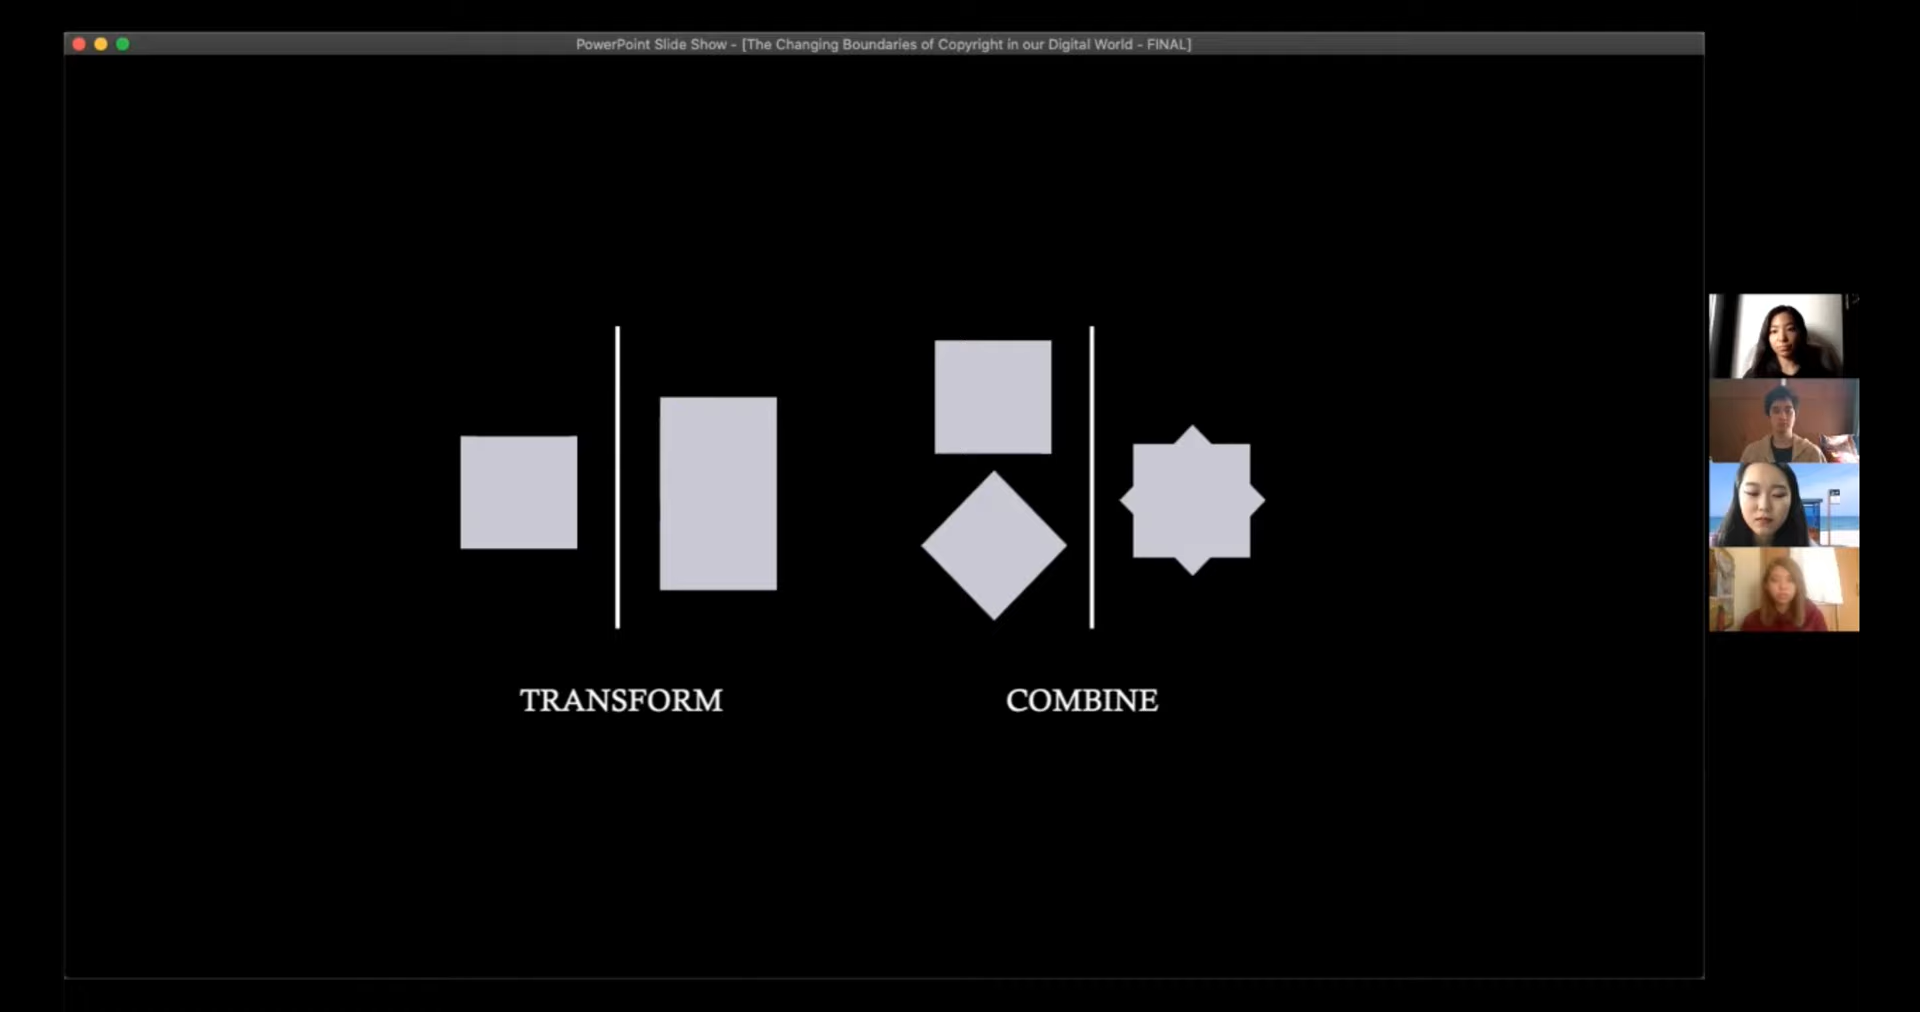 PowerPoint Slide Show - [The Changing Boundaries of Copyright in our Digital World - FINAL]
TRANSFORM
COMBINE